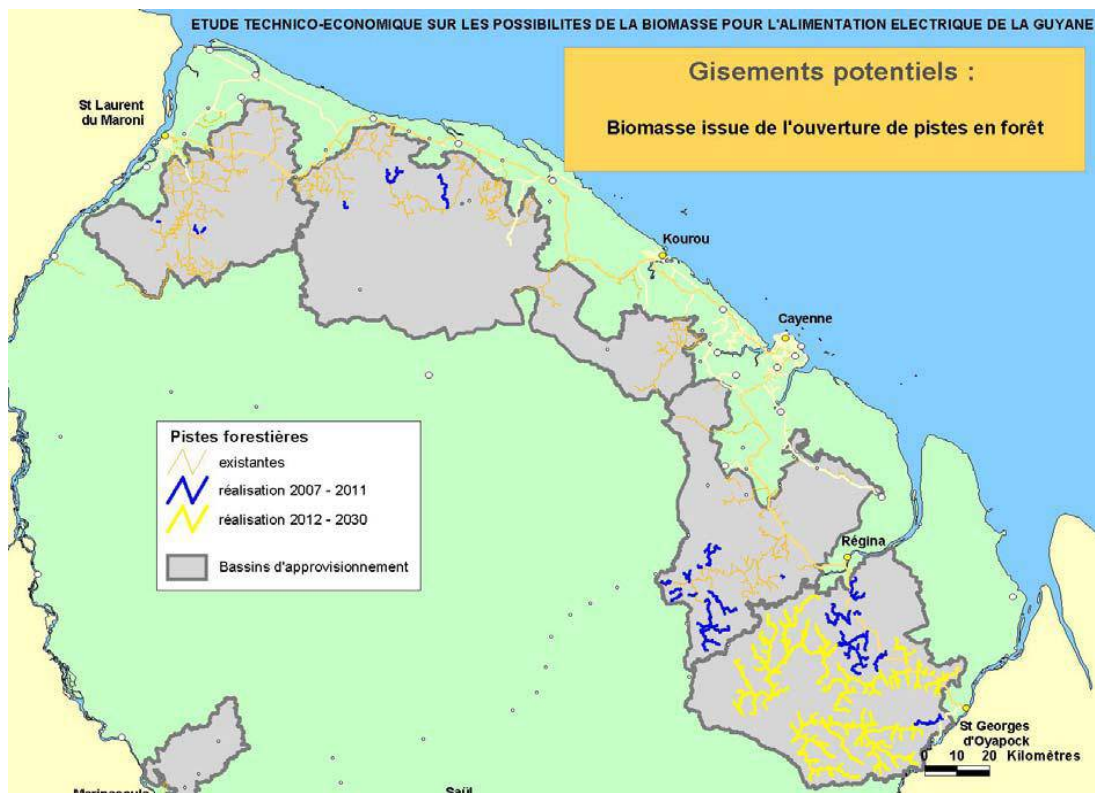 ETUDE TECHNICO-ECONOMIQUE SUR LES POSSIBILITES DE LA BIOMASSE POUR L'ALIMENTATION ELECTRIQUE DE LA GUYANE
Gisements potentiels :
Biomasse issue de l'ouverture de pistes en forêt
St Laurent
du Maroni
Kourou
Cayenne
Pistes forestières
existantes
réalisation 2007 - 2011
réalisation 2012 - 2030
Bassins d'approvisionnement
Régina
St Georges
d'Oyapock
0 10 20 Kilomètres
Maripasoula
Saül